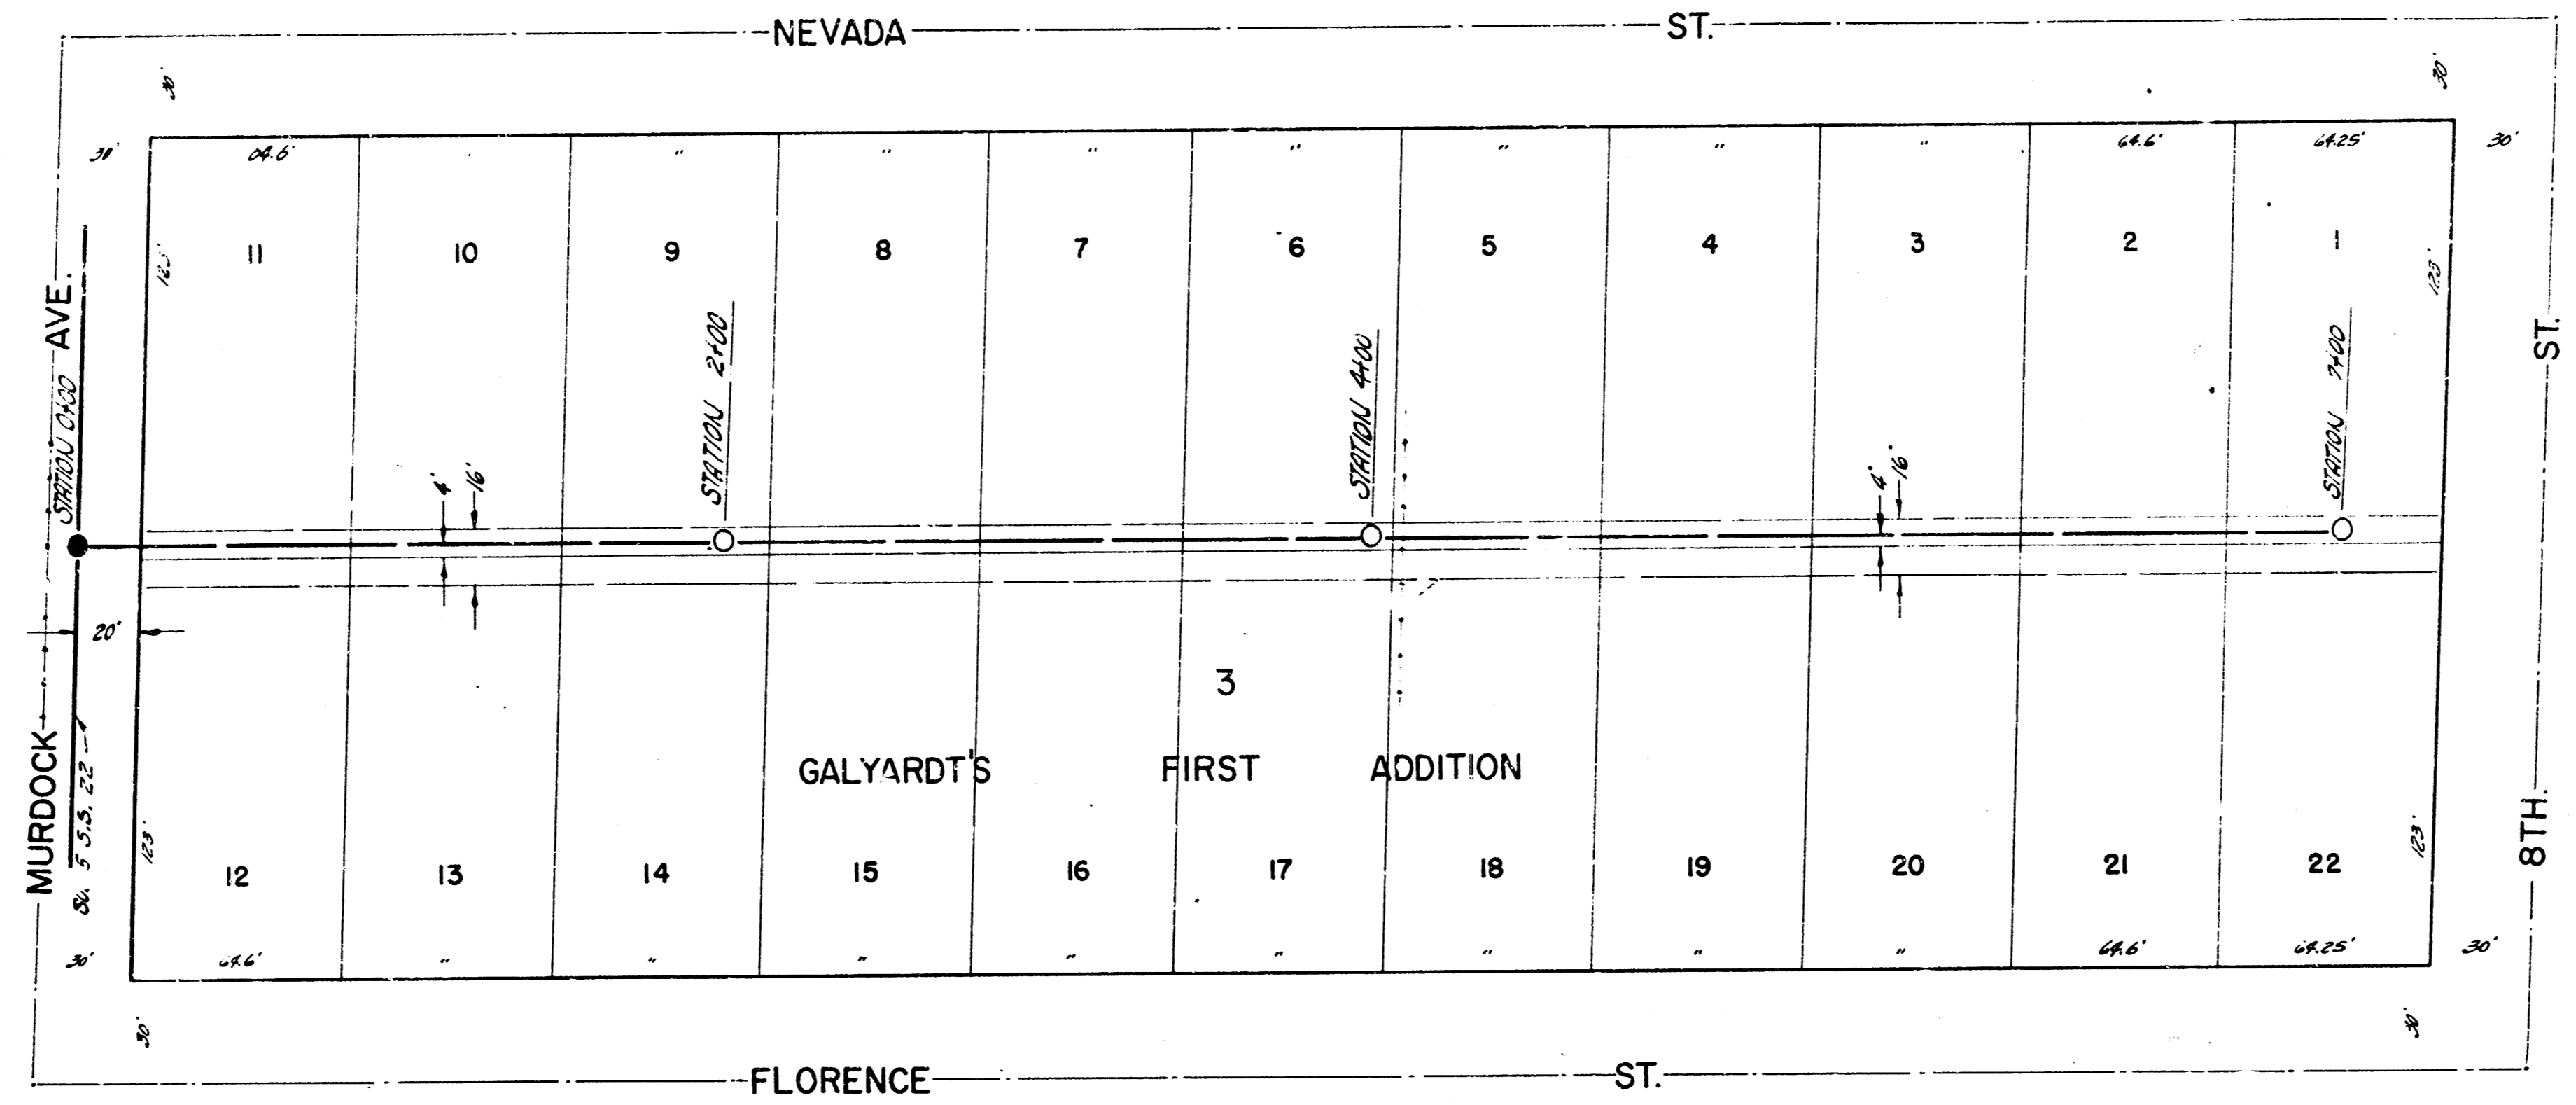 NEVADA ST.
30' 30'
30' 64.6' " " " " " " " 64.6' 64.25' 30'
11 10 9 8 7 6 5 4 3 2 1
123' 123'
MURDOCK AVE.
8TH. ST.
STATION 0+00
STATION 2+00
STATION 4+00
STATION 7+00
4' 16'
4' 16'
20'
3
GALYARDT'S FIRST ADDITION
5 S.S. 22
123' 123'
12 13 14 15 16 17 18 19 20 21 22
30' 64.6' " " " " " " " " 64.6' 64.25' 30'
30' 30'
FLORENCE ST.